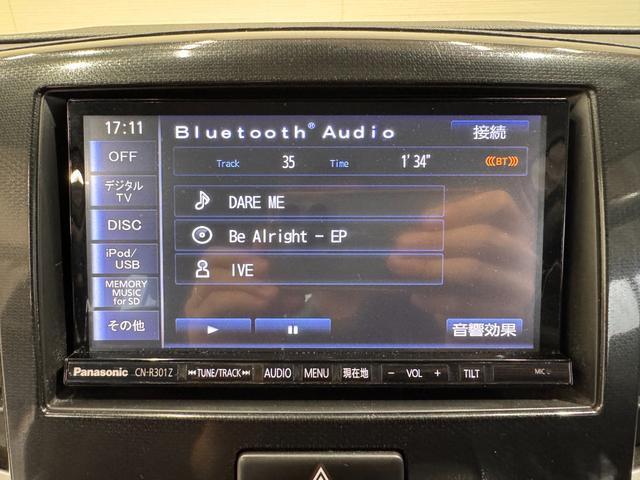 17:11 Bluetooth® Audio 接続
OFF
Track 35 Time 1'34" BT
デジタル
TV
DARE ME
DISC
Be Alright - EP
iPod/
USB
IVE
MEMORY
MUSIC
for SD
その他
音響効果
Panasonic CN-R301Z TUNE/TRACK AUDIO MENU 現在地 - VOL + TILT MIC